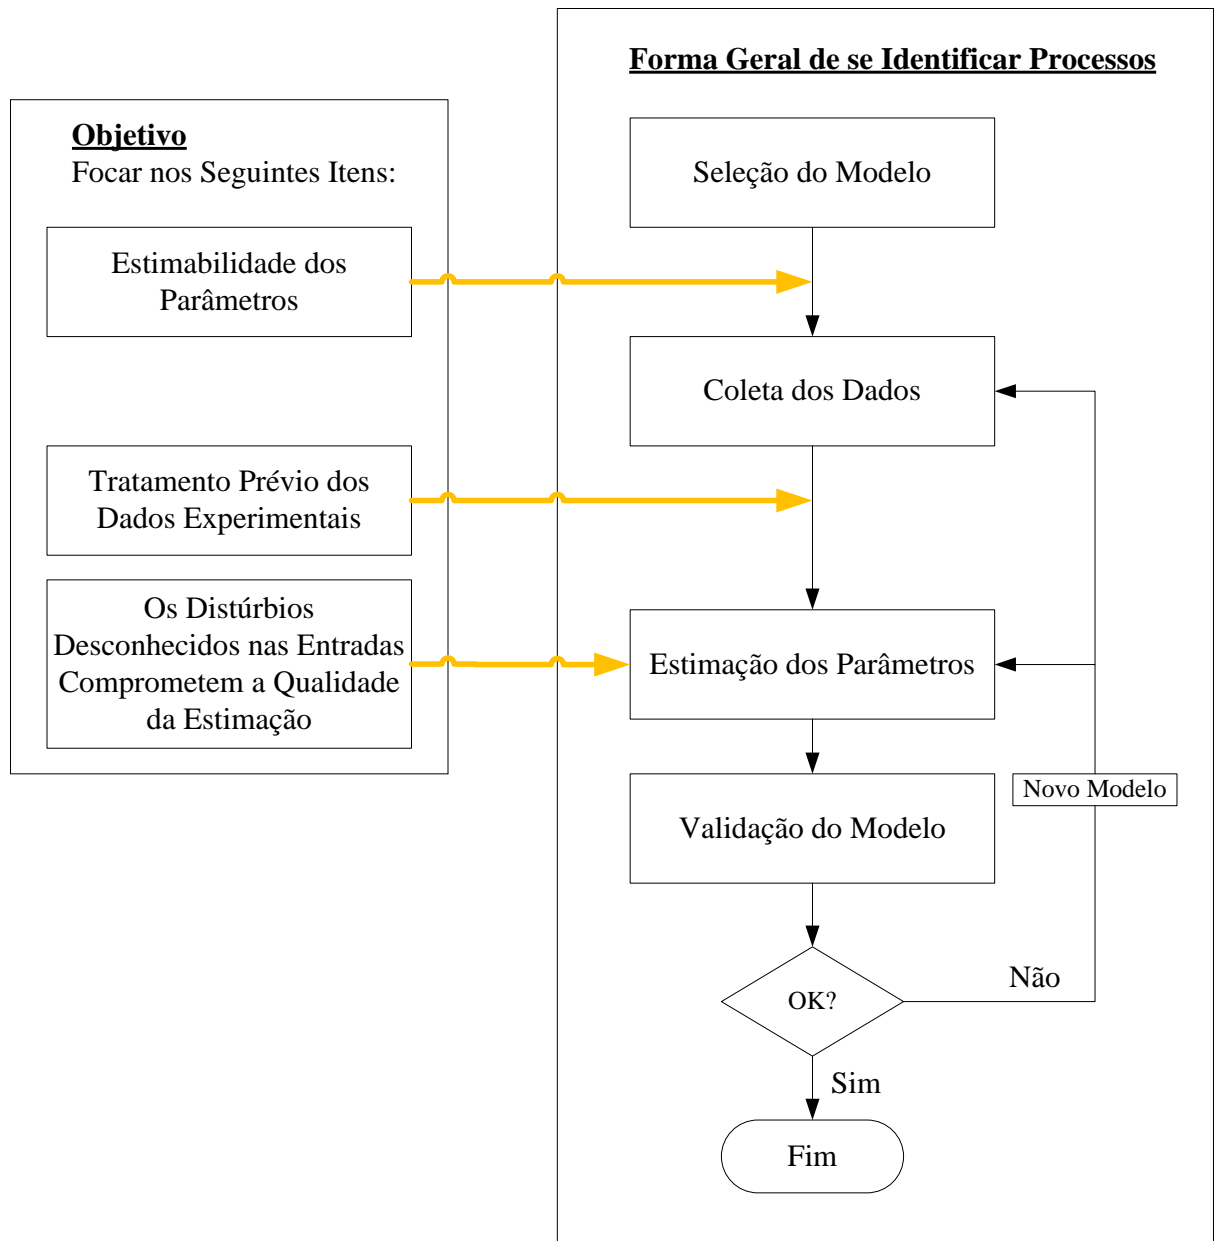 Objetivo
Focar nos Seguintes Itens:
Estimabilidade dos
Parâmetros
Tratamento Prévio dos
Dados Experimentais
Os Distúrbios
Desconhecidos nas Entradas
Comprometem a Qualidade
da Estimação
Forma Geral de se Identificar Processos
Seleção do Modelo
Coleta dos Dados
Estimação dos Parâmetros
Novo Modelo
Validação do Modelo
OK?
Não
Sim
Fim